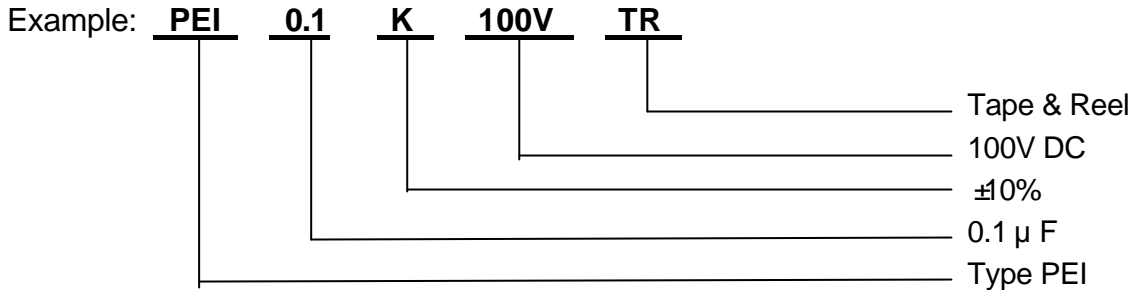 Example: PEI 0.1 K 100V TR
Tape & Reel
100V DC
±10%
0.1 µ F
Type PEI